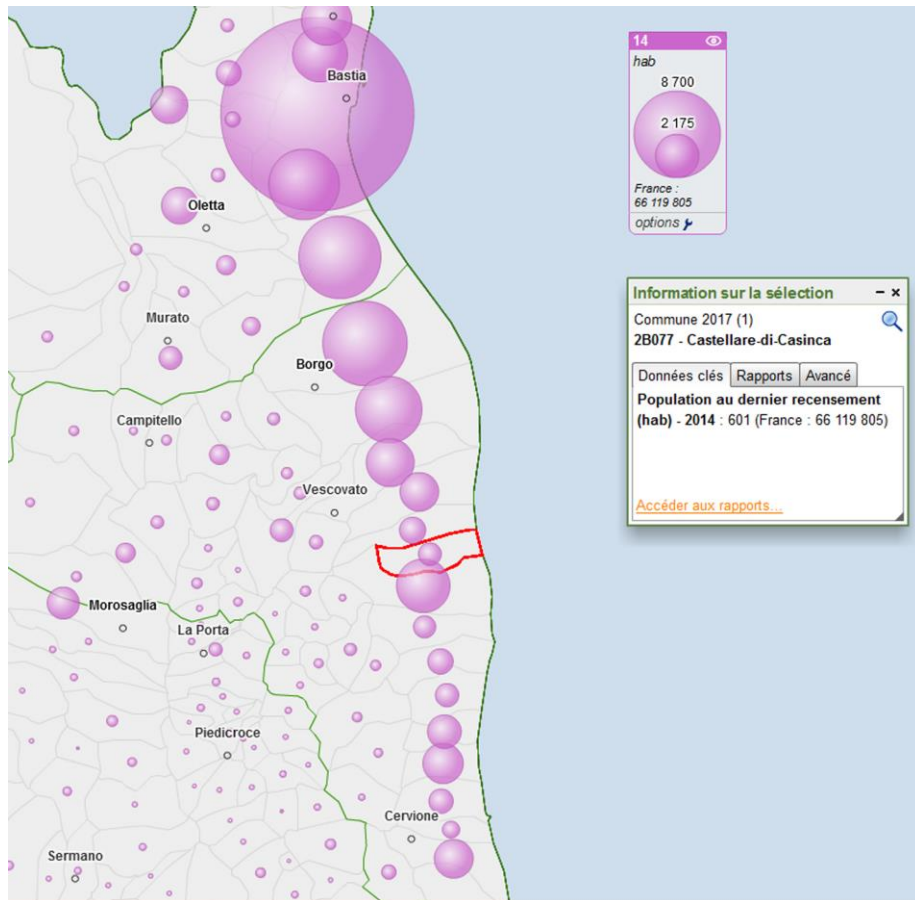 Bastia
Oletta
Murato
Borgo
Campitello
Vescovato
Morosaglia
La Porta
Piedicroce
Cervione
Sermano
14
hab
8 700
2 175
France :
66 119 805
options
Information sur la sélection
Commune 2017 (1)
2B077 - Castellare-di-Casinca
Données clés Rapports Avancé
Population au dernier recensement
(hab) - 2014 : 601 (France : 66 119 805)
Accéder aux rapports...